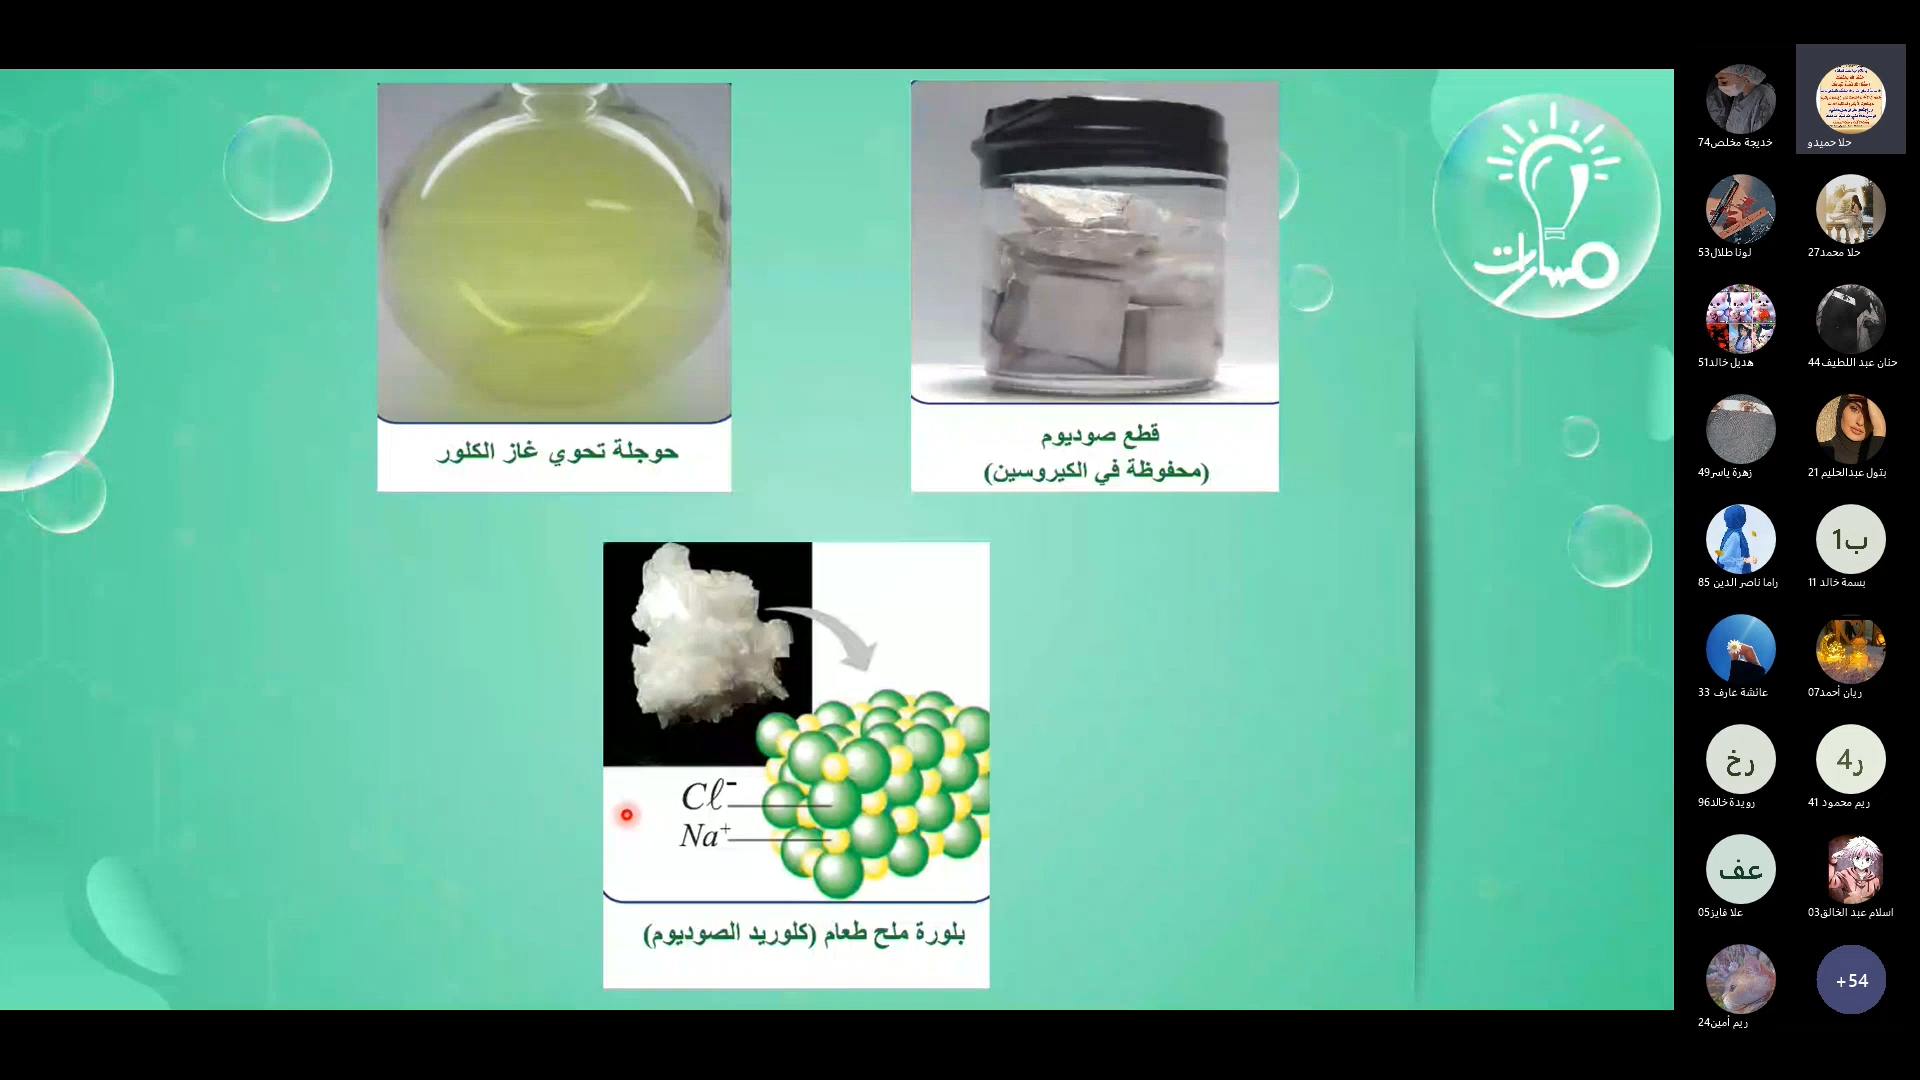 مسارات
حوجلة تحوي غاز الكلور
قطع صوديوم
(محفوظة في الكيروسين)
Cℓ⁻
Na⁺
بلورة ملح طعام (كلوريد الصوديوم)
خديجة مخلص74
حلا حميدو
لونا طلال53
حلا محمد27
هديل خالد51
حنان عبد اللطيف44
زهرة ياسر49
بتول عبدالحليم 21
راما ناصر الدين 85
ب1
بسمة خالد 11
عائشة عارف 33
ريان أحمد07
رخ
رويدة خالد96
ر4
ريم محمود 41
عف
علا فايز05
اسلام عبد الخالق03
ريم أمين24
+54